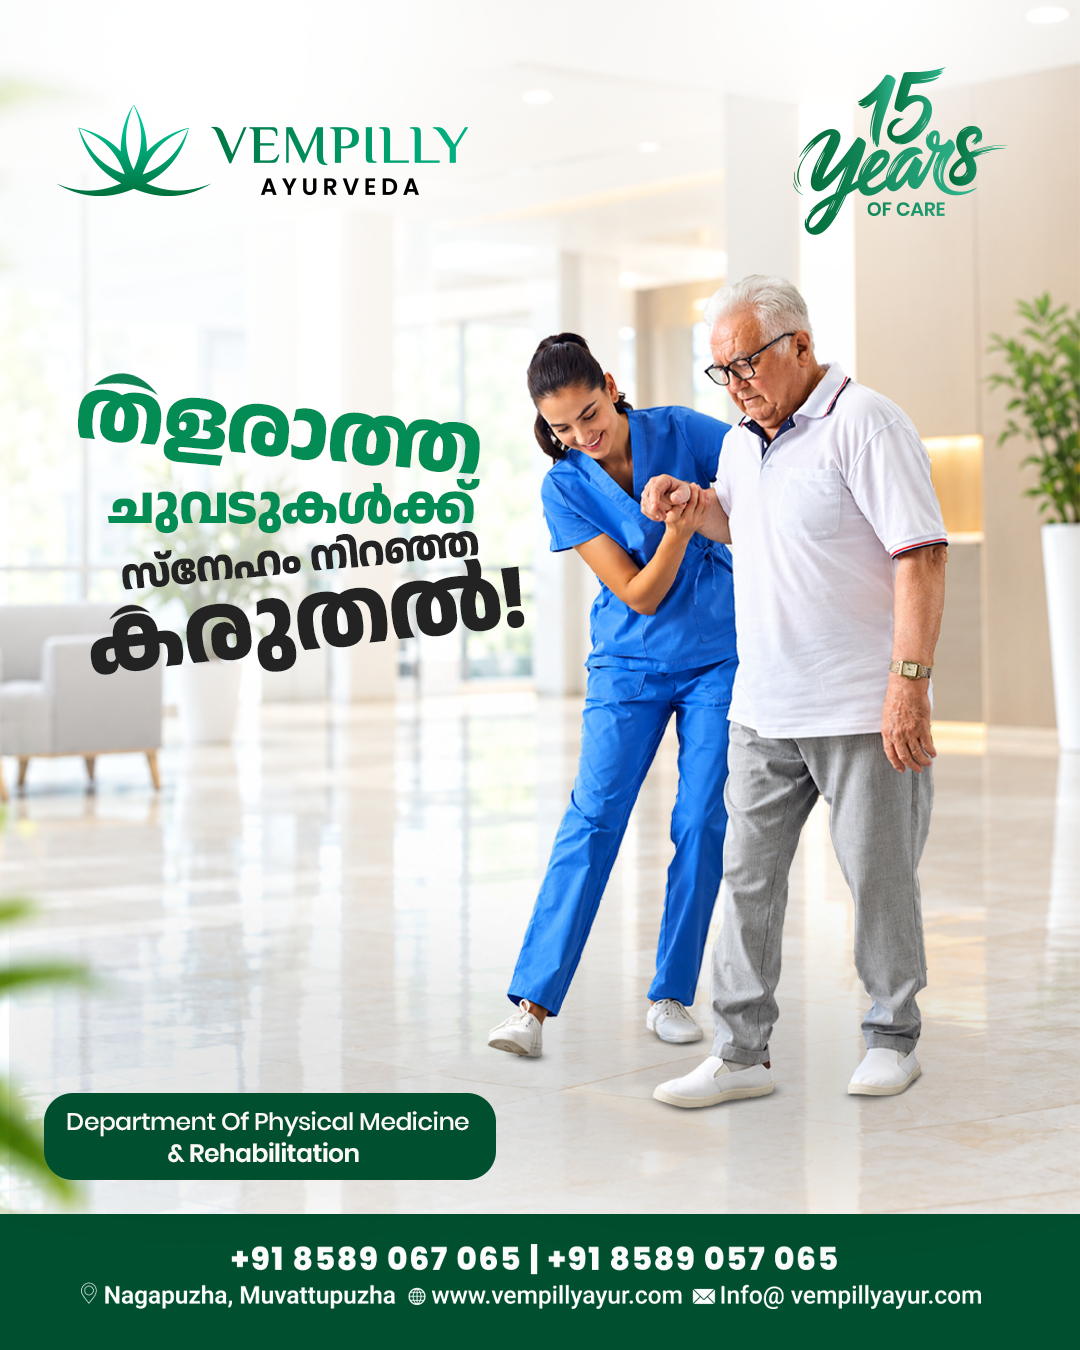 VEMPILLY
AYURVEDA
15
Years
OF CARE
തളരാത്ത
ചുവടുകൾക്ക്
സ്നേഹം നിറഞ്ഞ
കരുതൽ!
Department Of Physical Medicine
& Rehabilitation
+91 8589 067 065 | +91 8589 057 065
Nagapuzha, Muvattupuzha www.vempillyayur.com Info@ vempillyayur.com